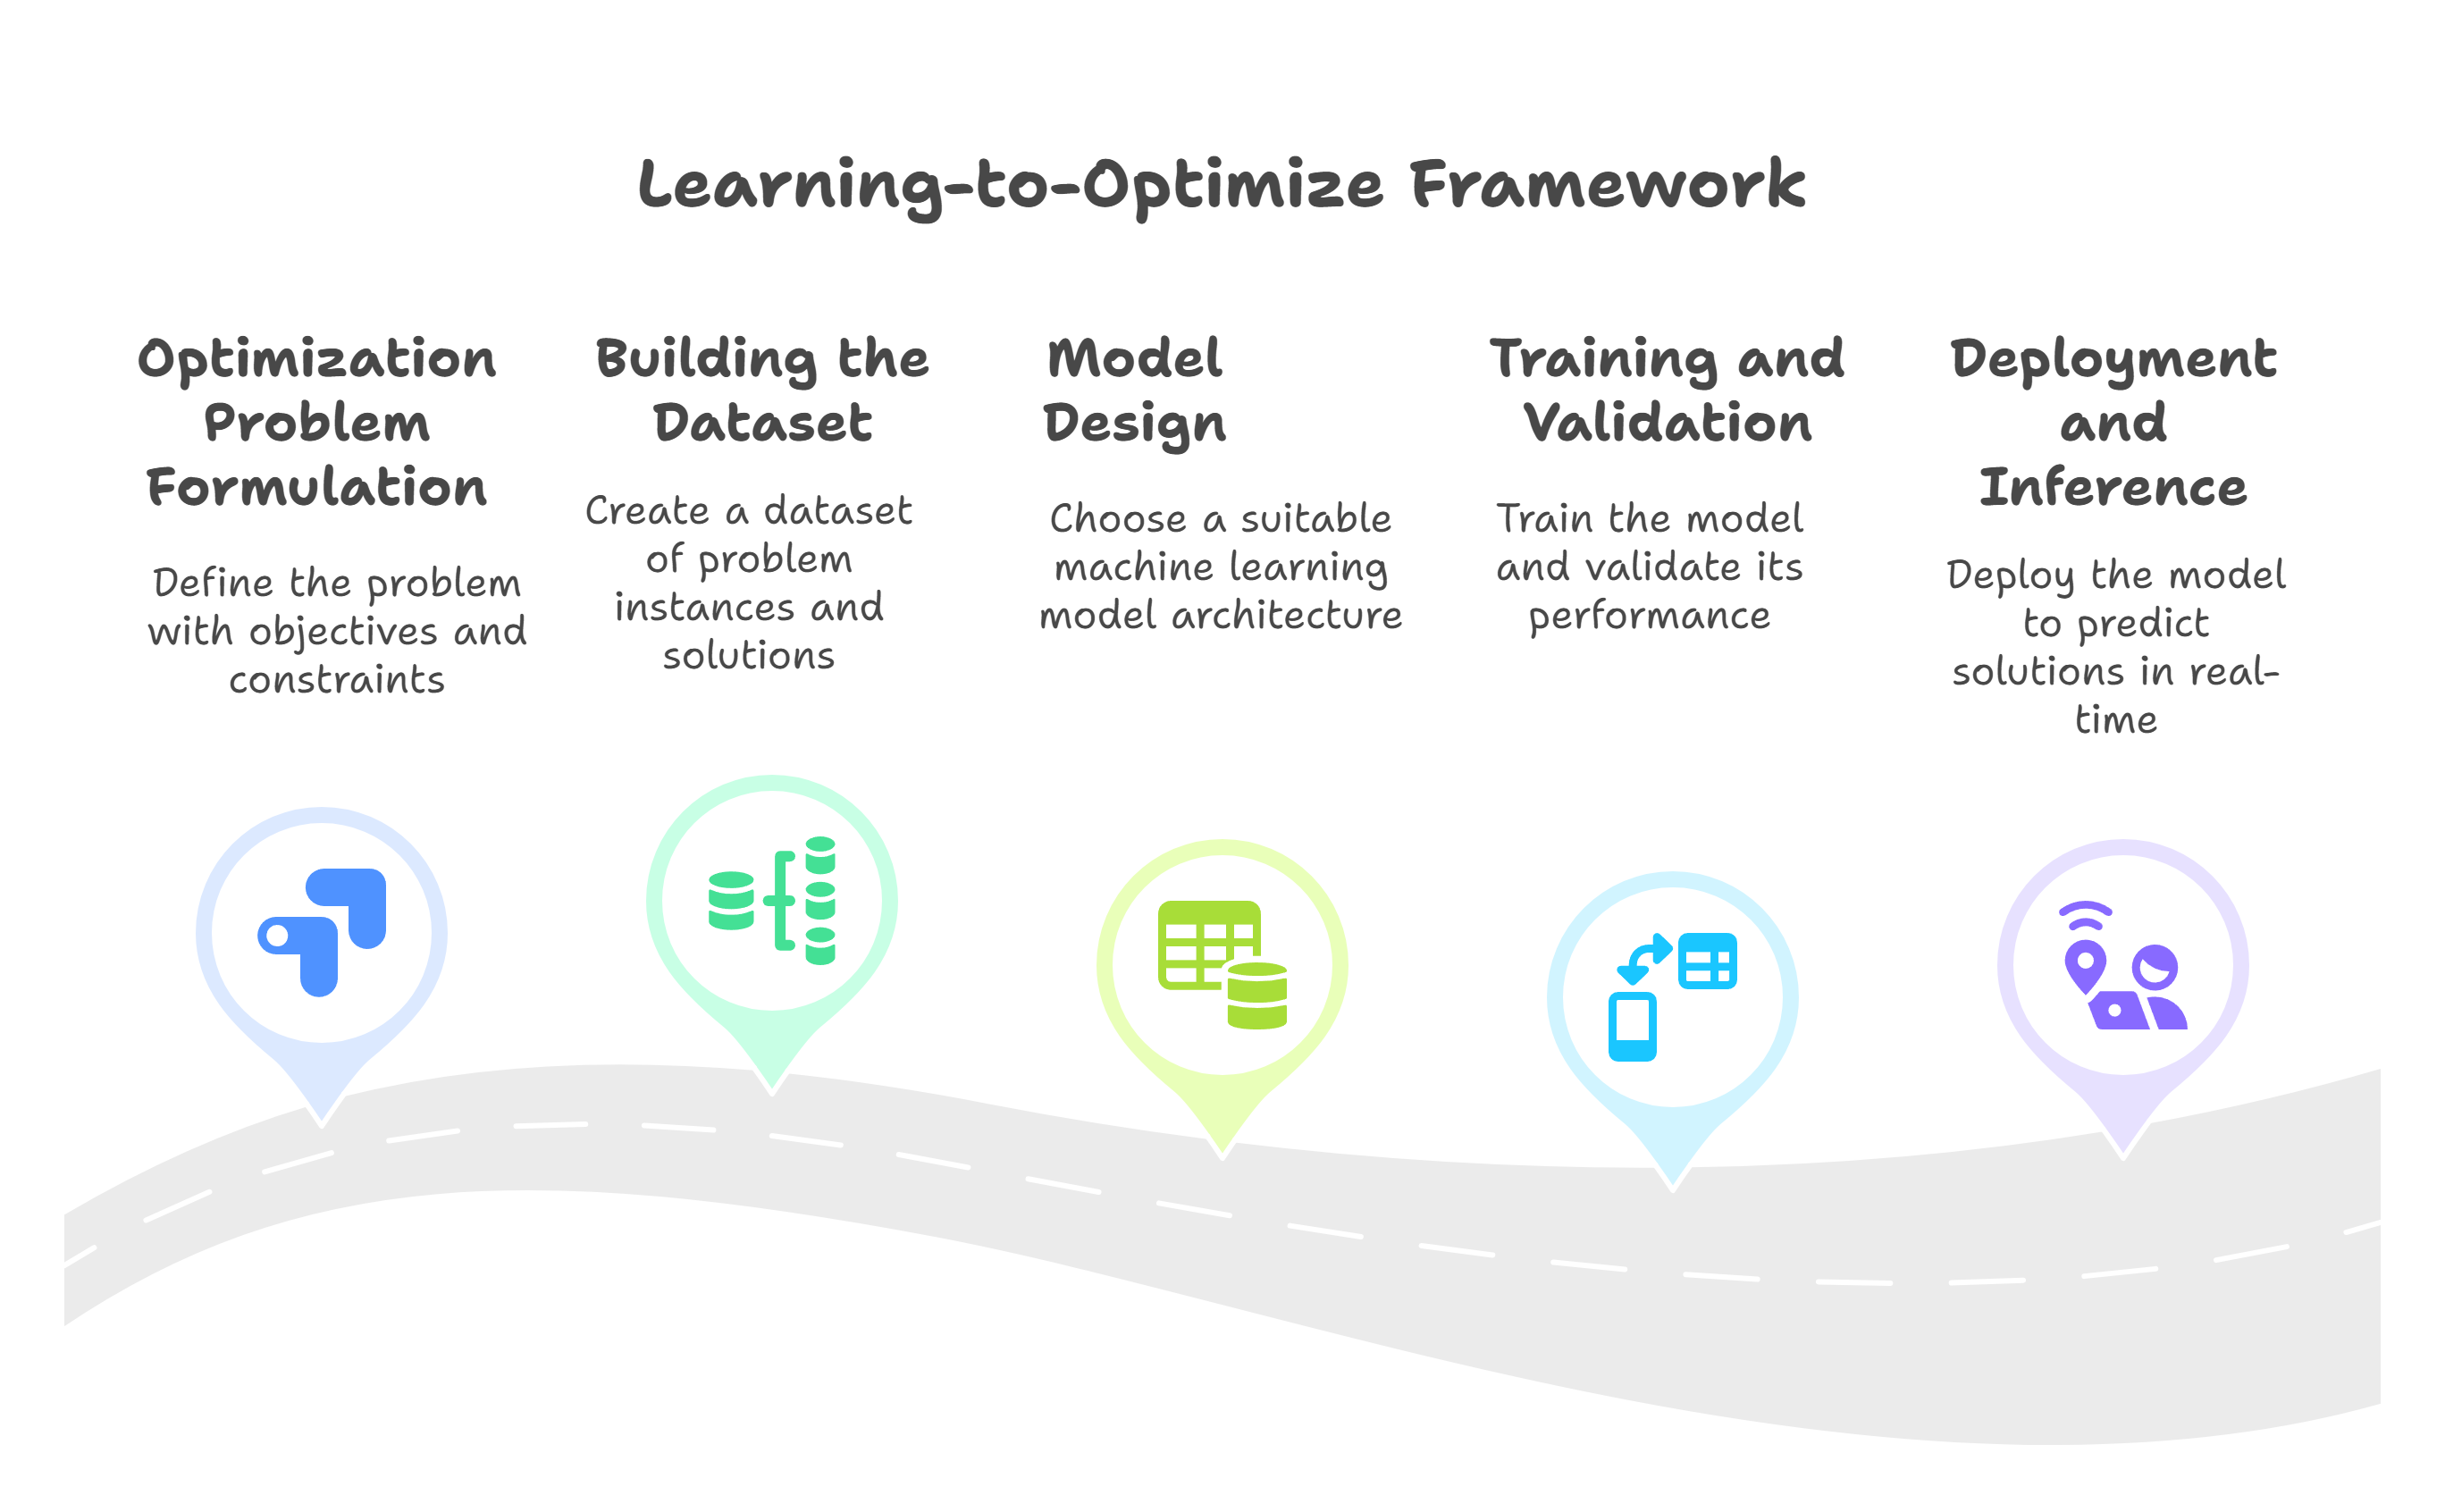 Learning-to-Optimize Framework
Optimization
Problem
Formulation
Define the problem
with objectives and
constraints
Building the
Dataset
Create a dataset
of problem
instances and
solutions
Model
Design
Choose a suitable
machine learning
model architecture
Training and
Validation
Train the model
and validate its
performance
Deployment
and
Inference
Deploy the model
to predict
solutions in real-
time